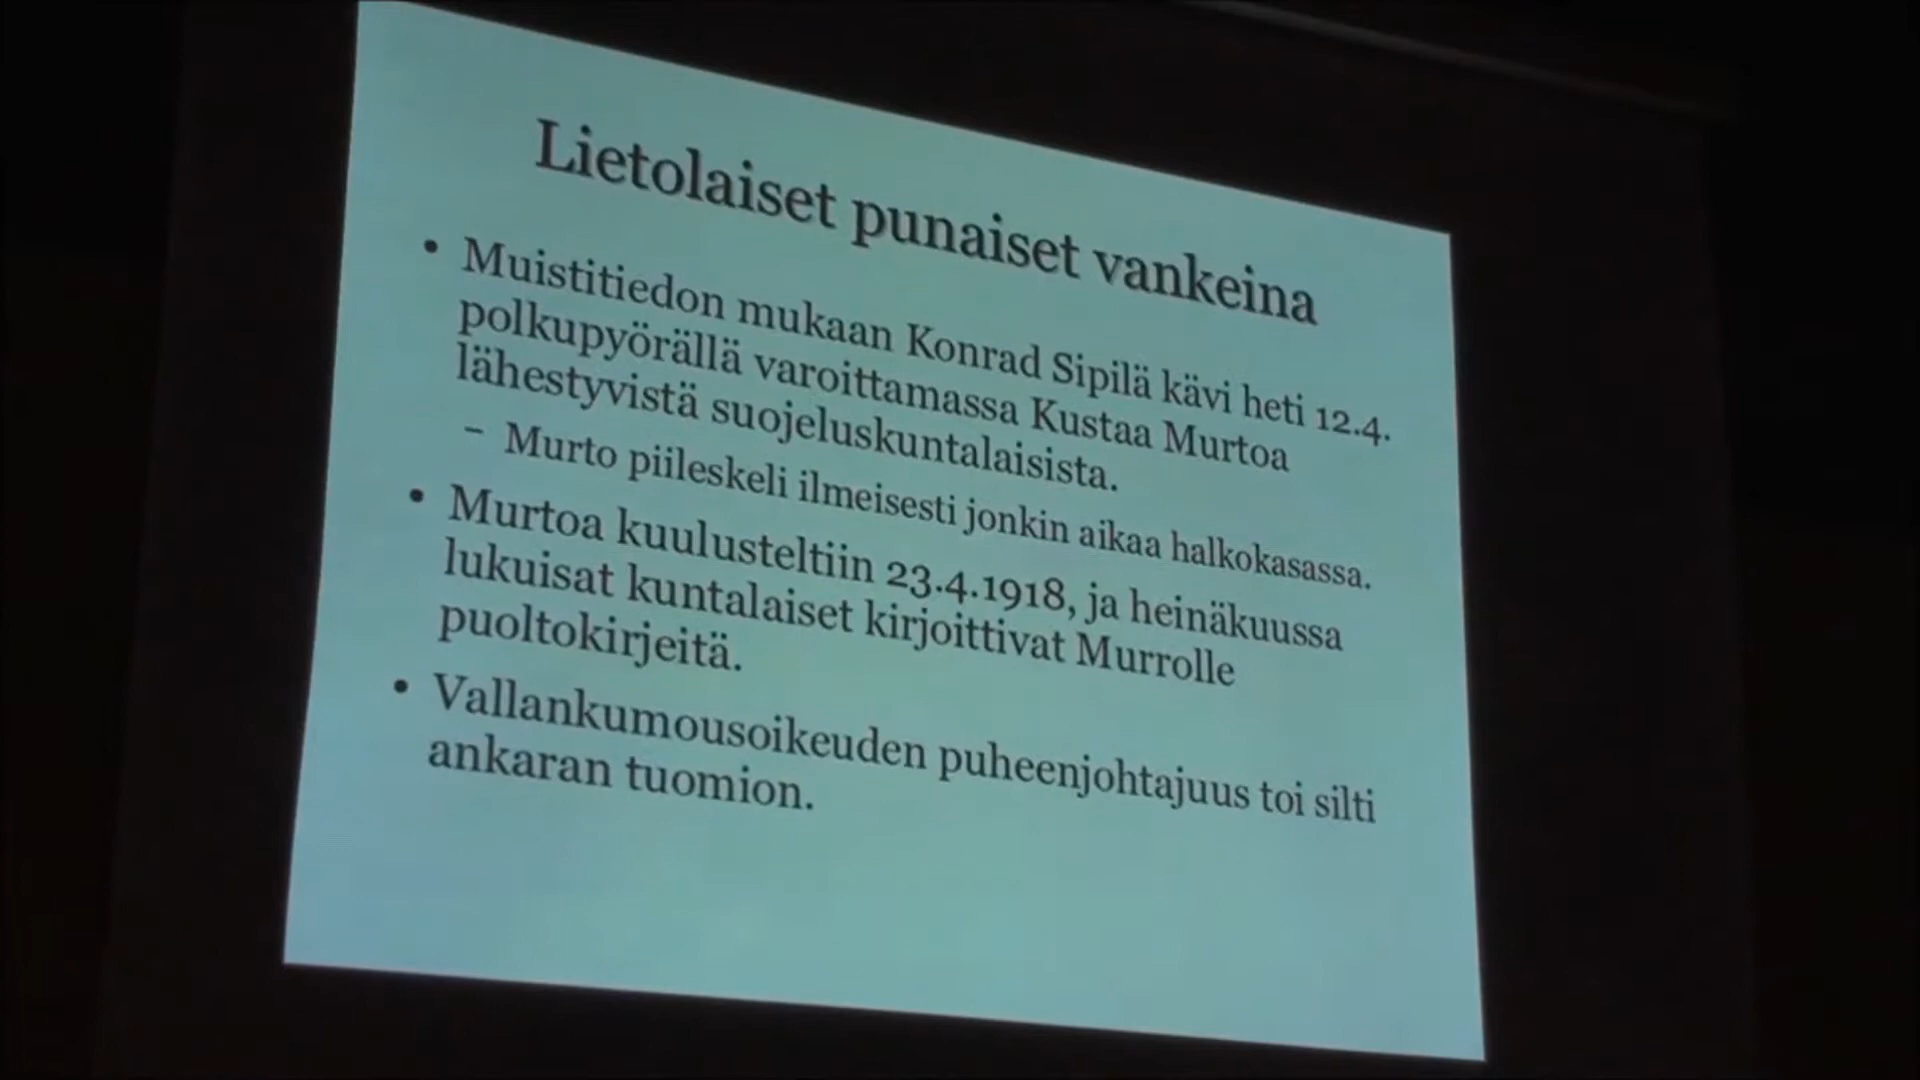 Lietolaiset punaiset vankeina
• Muistitiedon mukaan Konrad Sipilä kävi heti 12.4.
polkupyörällä varoittamassa Kustaa Murtoa
lähestyvistä suojeluskuntalaisista.
– Murto piileskeli ilmeisesti jonkin aikaa halkokasassa.
• Murtoa kuulusteltiin 23.4.1918, ja heinäkuussa
lukuisat kuntalaiset kirjoittivat Murrolle
puoltokirjeitä.
• Vallankumousoikeuden puheenjohtajuus toi silti
ankaran tuomion.